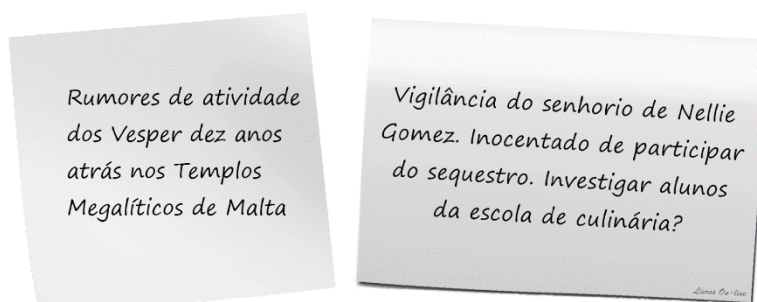 Rumores de atividade
dos Vesper dez anos
atrás nos Templos
Megalíticos de Malta
Vigilância do senhorio de Nellie
Gomez. Inocentado de participar
do sequestro. Investigar alunos
da escola de culinária?
Livros On-line